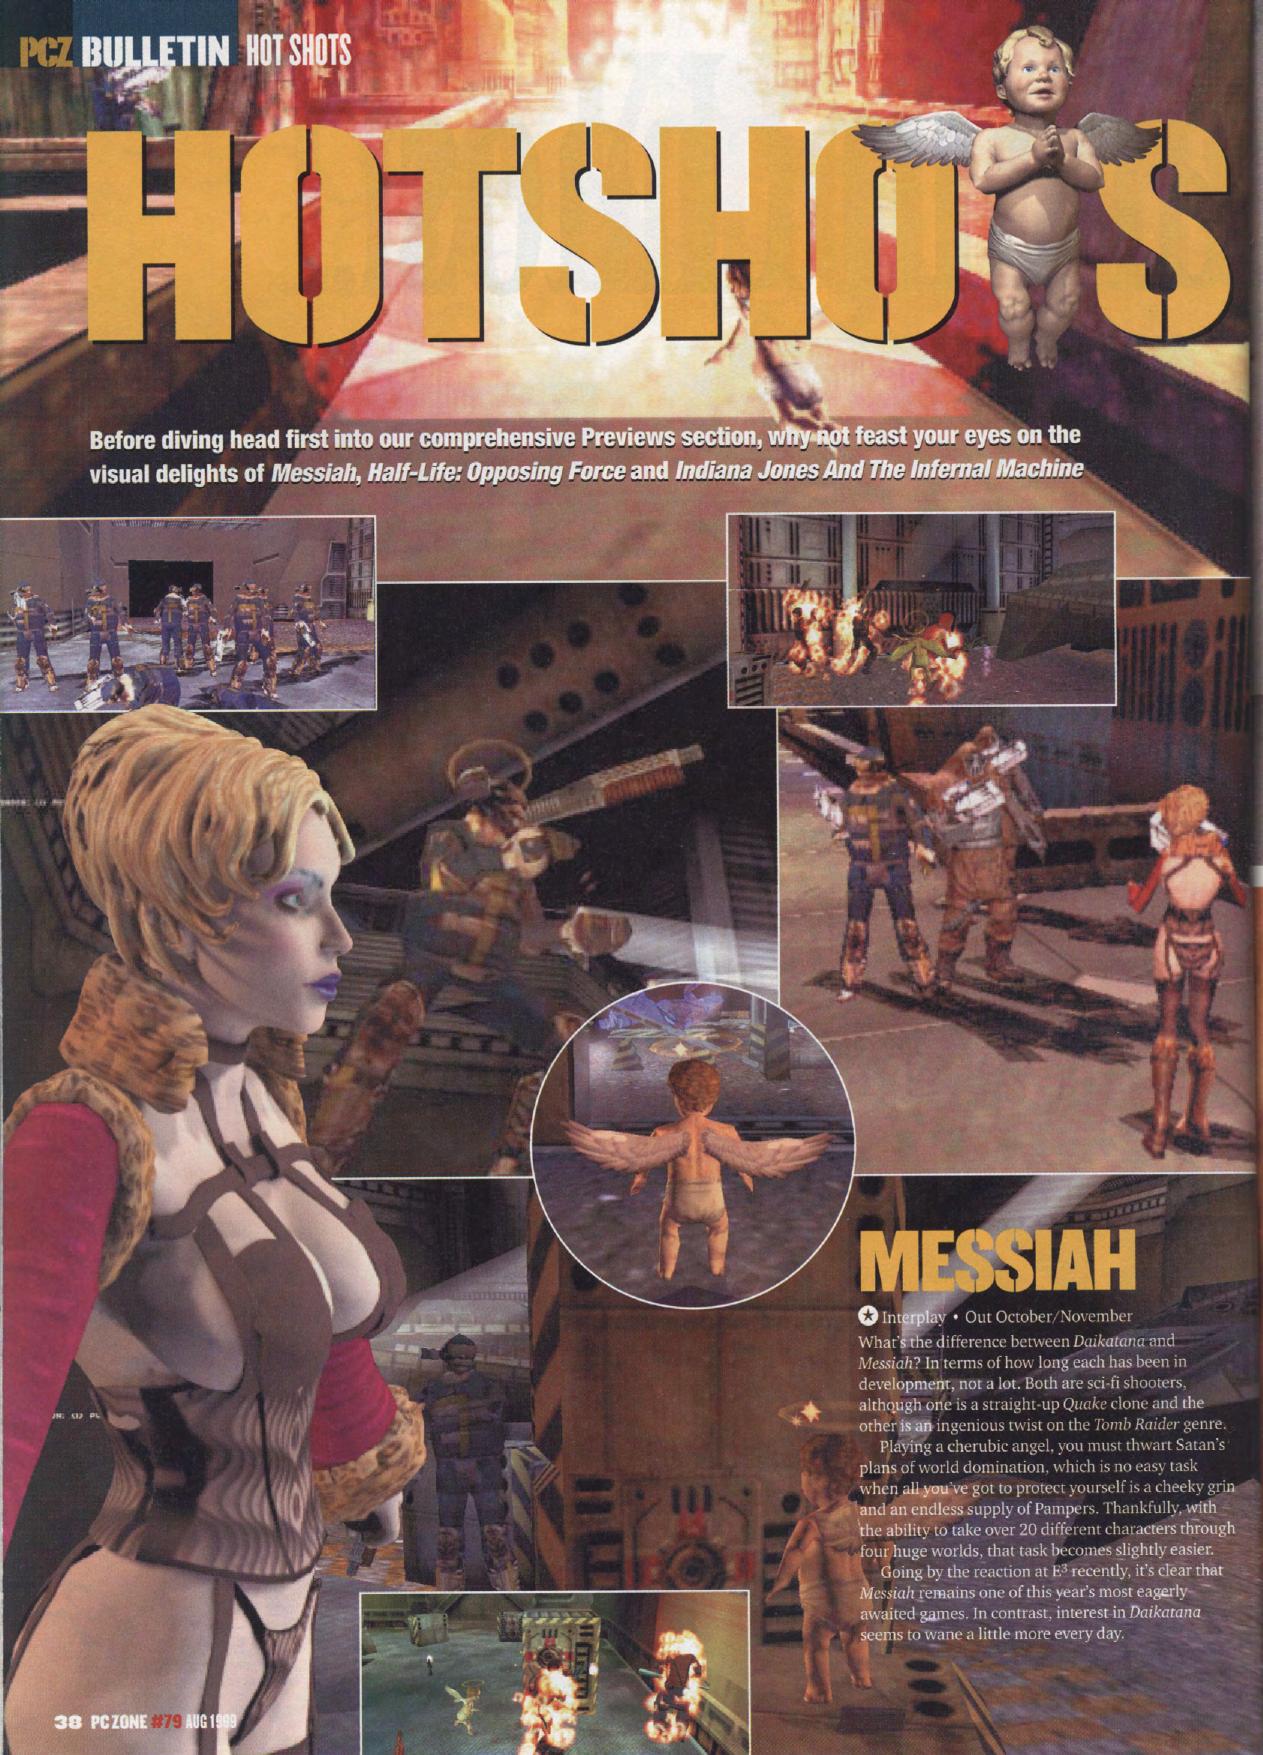 PCZ BULLETIN HOT SHOTS
HOTSHO S
Before diving head first into our comprehensive Previews section, why not feast your eyes on the
visual delights of Messiah, Half-Life: Opposing Force and Indiana Jones And The Infernal Machine
MESSIAH
Interplay • Out October/November
What's the difference between Daikatana and
Messiah? In terms of how long each has been in
development, not a lot. Both are sci-fi shooters,
although one is a straight-up Quake clone and the
other is an ingenious twist on the Tomb Raider genre.
Playing a cherubic angel, you must thwart Satan's
plans of world domination, which is no easy task
when all you've got to protect yourself is a cheeky grin
and an endless supply of Pampers. Thankfully, with
the ability to take over 20 different characters through
four huge worlds, that task becomes slightly easier.
Going by the reaction at E³ recently, it's clear that
Messiah remains one of this year's most eagerly
awaited games. In contrast, interest in Daikatana
seems to wane a little more every day.
38 PC ZONE #79 AUG 1999